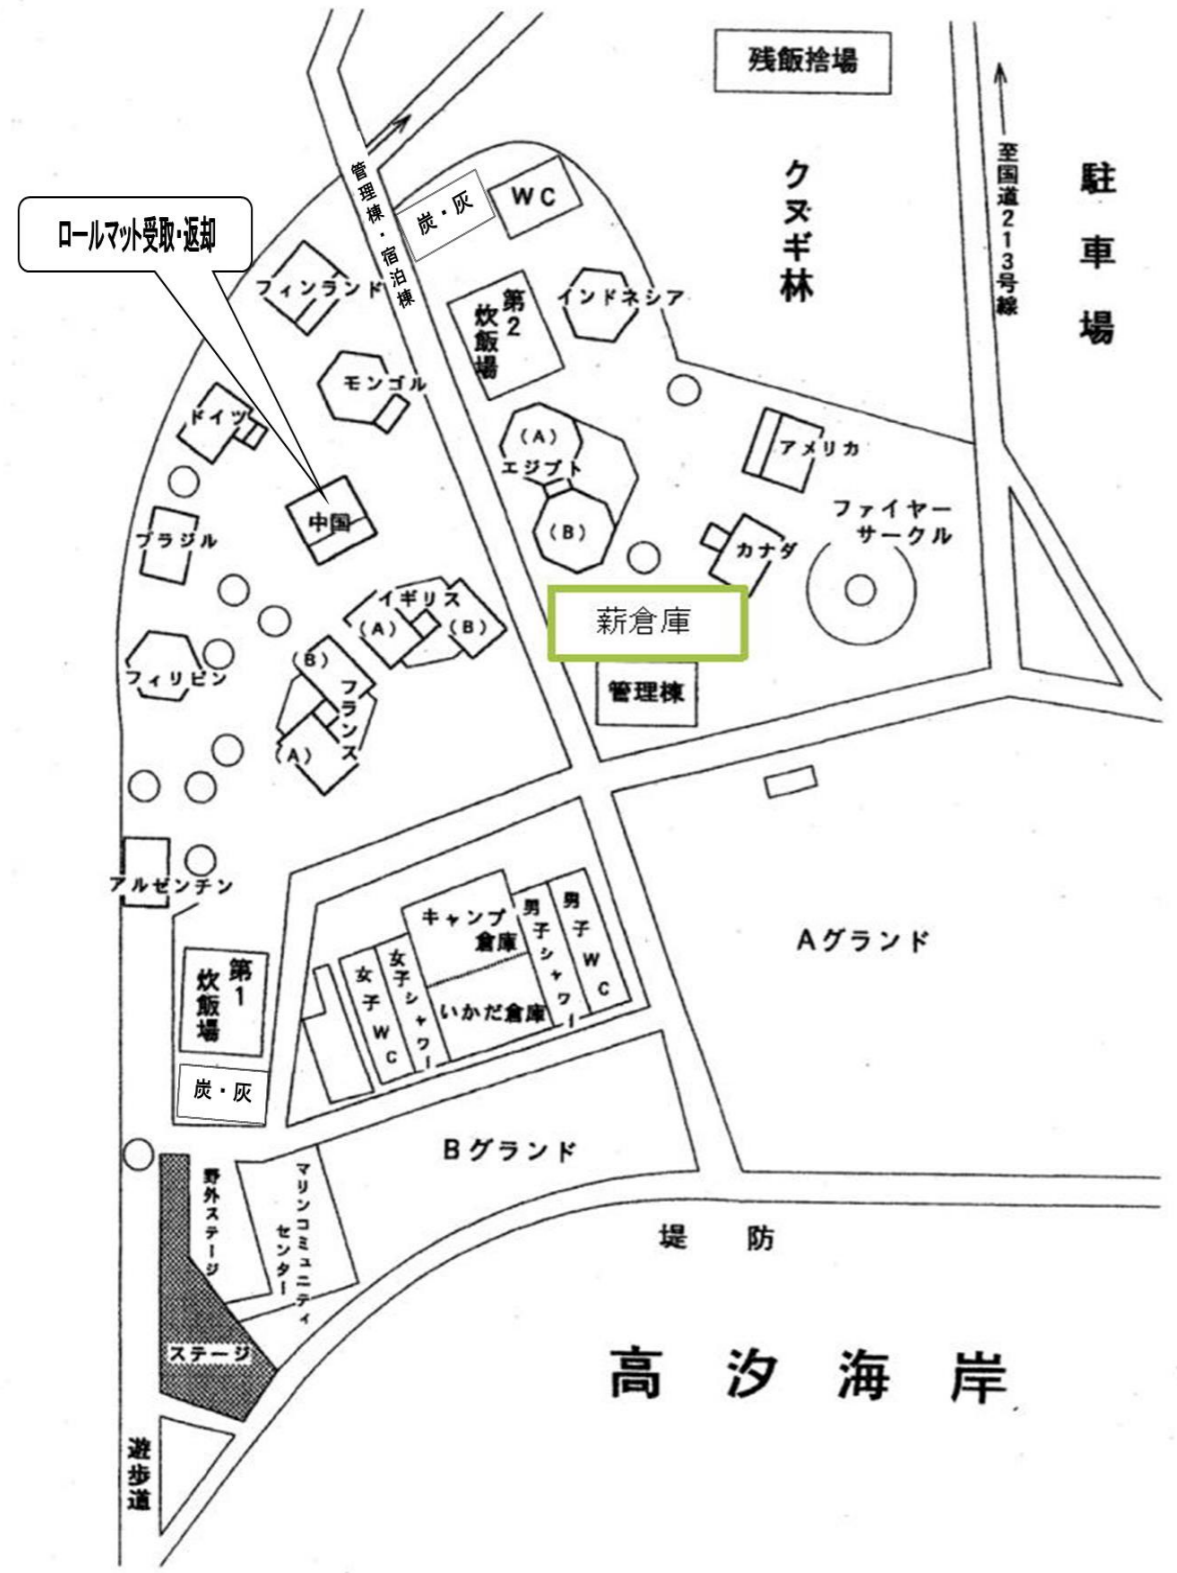 残飯捨場
クヌギ林
至国道213号線
駐車場
管理棟・宿泊棟
炭・灰
WC
ロールマット受取・返却
フィンランド
第2
炊飯場
インドネシア
モンゴル
ドイツ
(A)
エジプト
(B)
アメリカ
中国
ブラジル
カナダ
ファイヤー
サークル
イギリス
(A)
(B)
薪倉庫
フィリピン
(B)
フランス
(A)
管理棟
アルゼンチン
キャンプ
倉庫
男子シャワー
男子WC
Aグランド
第1
炊飯場
女子WC
女子シャワー
いかだ倉庫
炭・灰
Bグランド
野外ステージ
マリンコミュニティ
センター
堤防
ステージ
高汐海岸
遊歩道